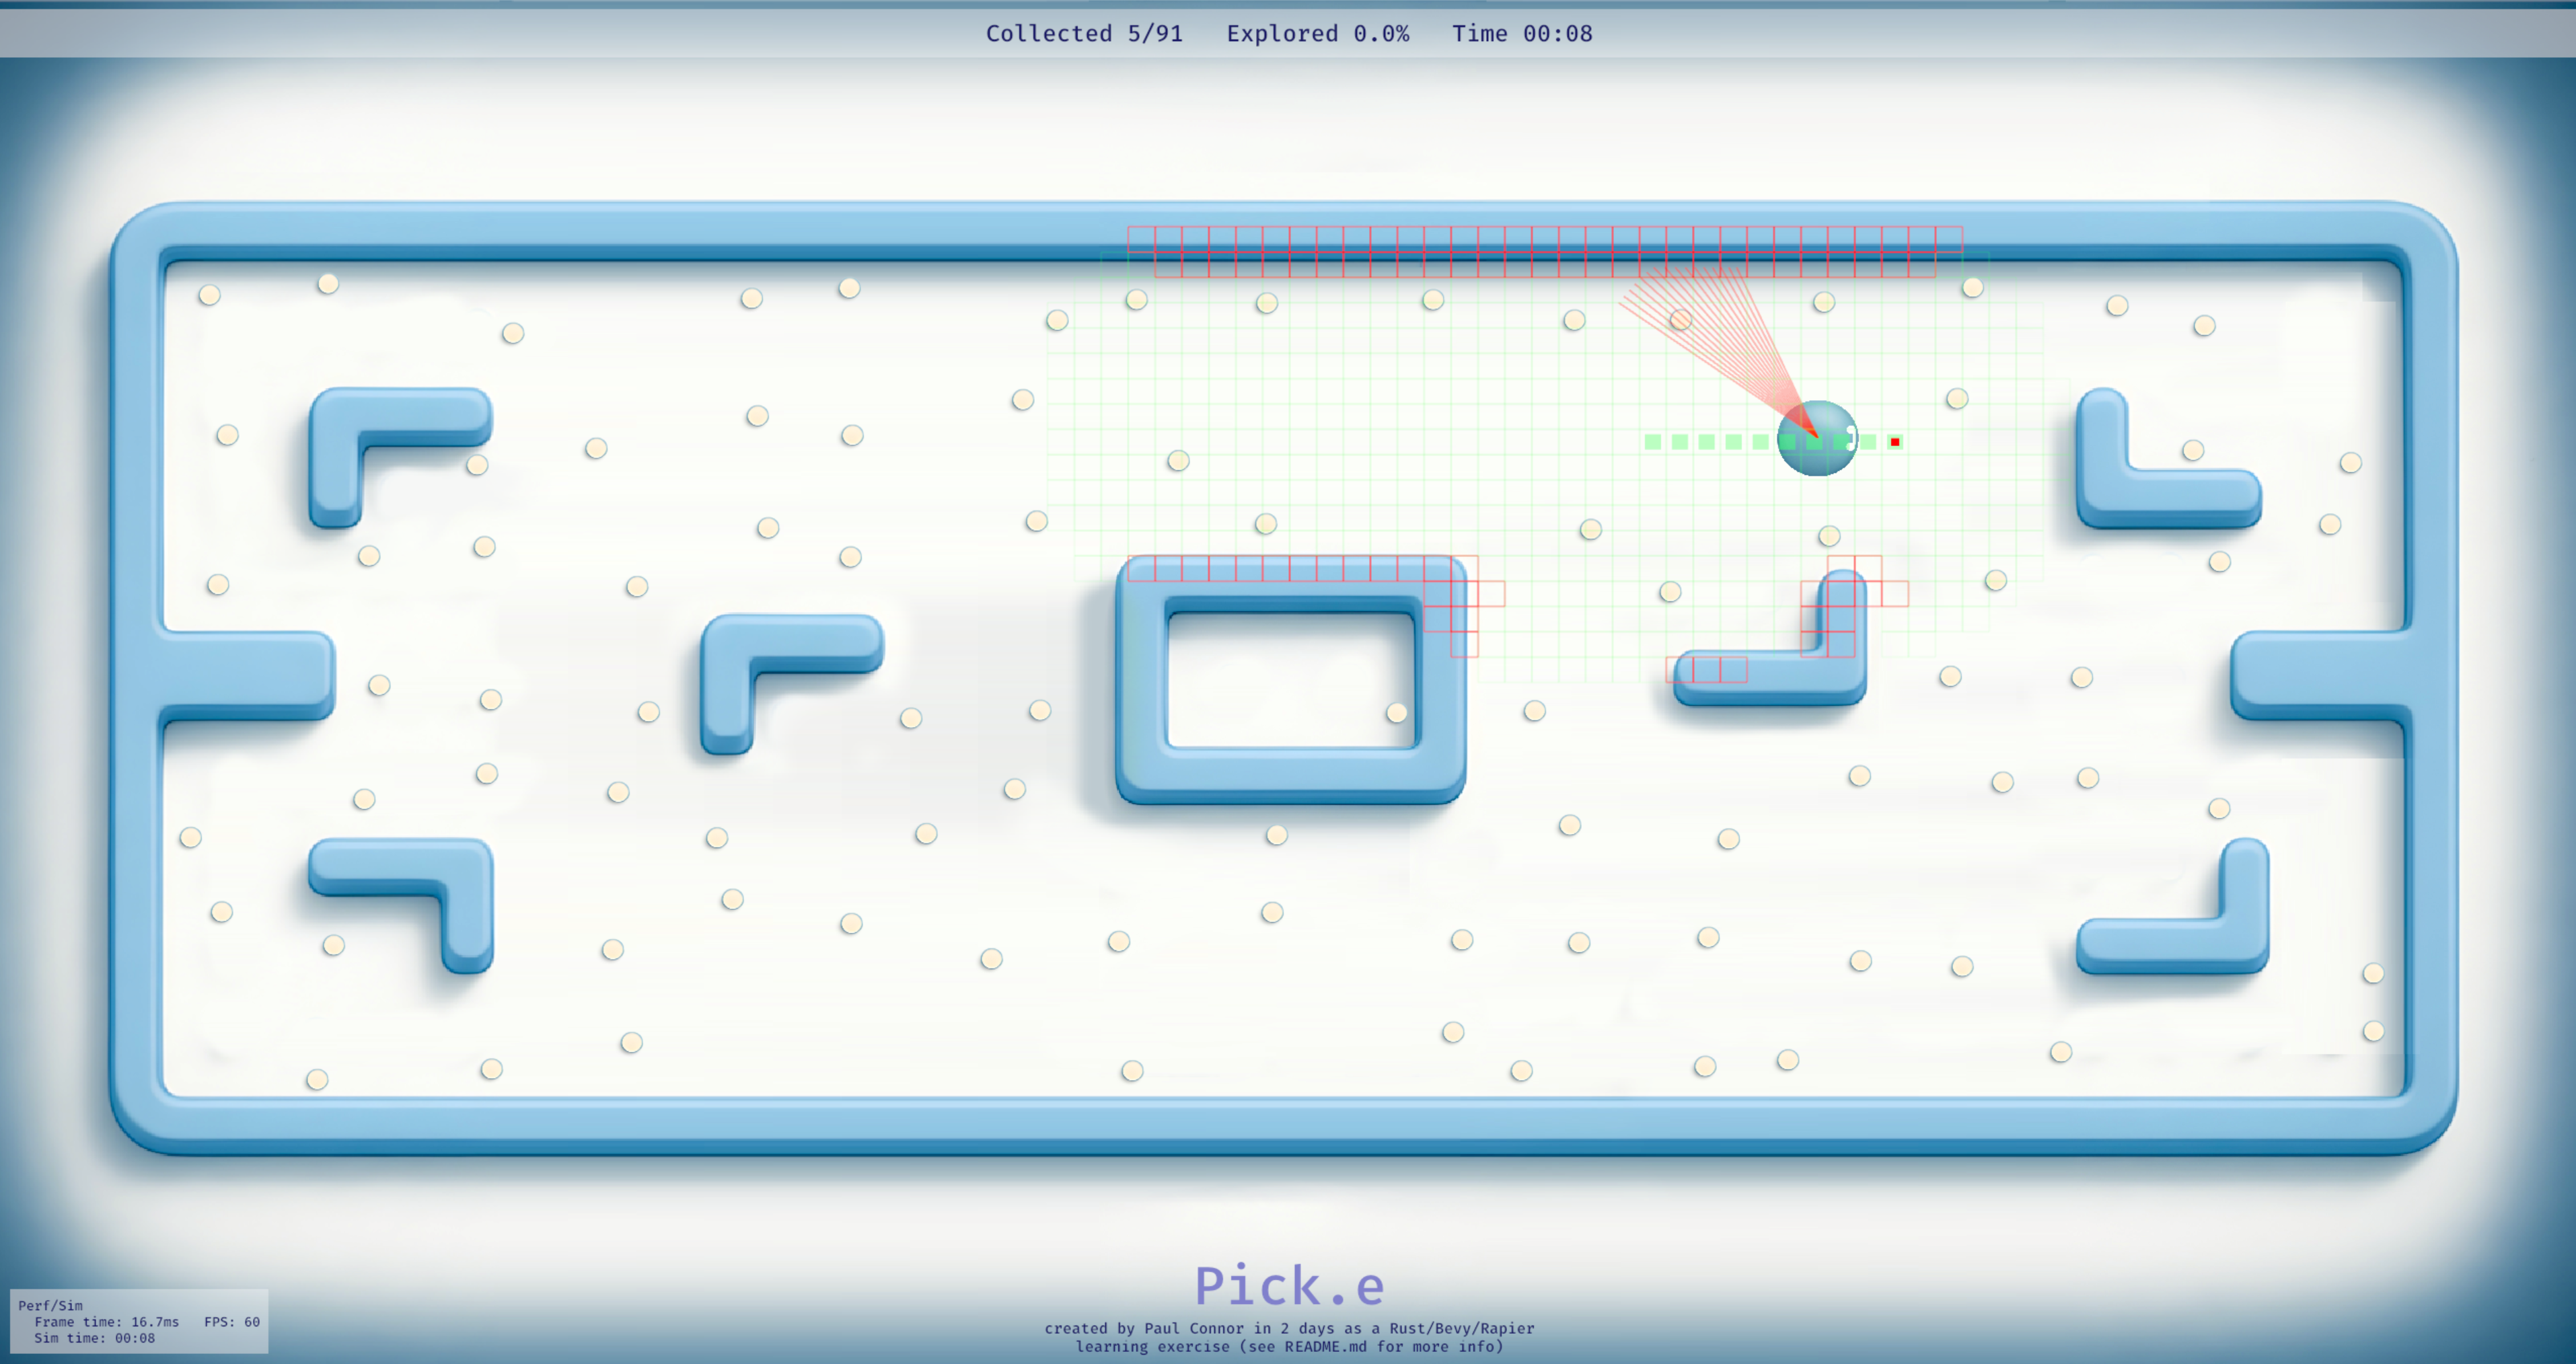 Collected 5/91   Explored 0.0%   Time 00:08
Pick.e
created by Paul Connor in 2 days as a Rust/Bevy/Rapier
learning exercise (see README.md for more info)
Perf/Sim
Frame time: 16.7ms   FPS: 60
Sim time: 00:08